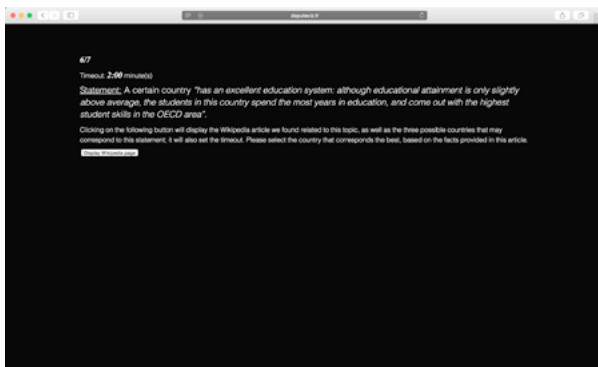 6/7
Timeout: 2:00 minute(s)
Statement: A certain country "has an excellent education system: although educational attainment is only slightly
above average, the students in this country spend the most years in education, and come out with the highest
student skills in the OECD area".
Clicking on the following button will display the Wikipedia article we found related to this topic, as well as the three possible countries that may
correspond to this statement; it will also set the timeout. Please select the country that corresponds the best, based on the facts provided in this article.
Display Wikipedia page